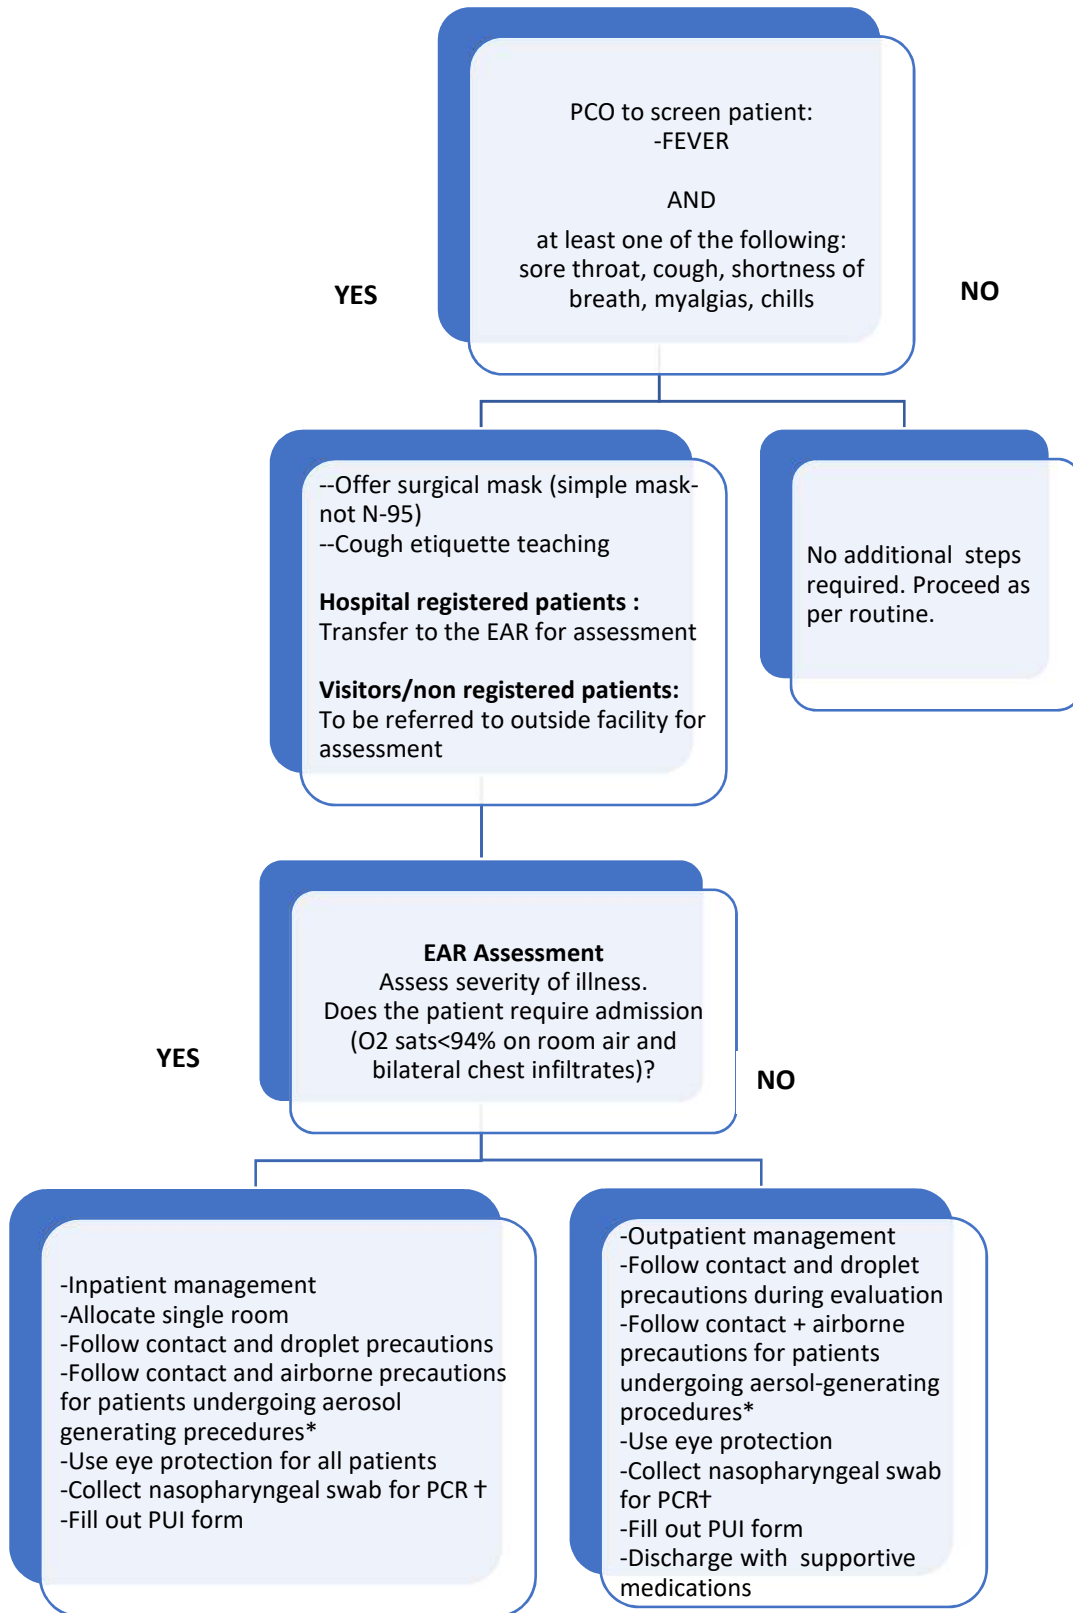 PCO to screen patient:
-FEVER
AND
at least one of the following:
sore throat, cough, shortness of
breath, myalgias, chills
YES
NO
--Offer surgical mask (simple mask-
not N-95)
--Cough etiquette teaching
Hospital registered patients :
Transfer to the EAR for assessment
Visitors/non registered patients:
To be referred to outside facility for
assessment
No additional steps
required. Proceed as
per routine.
EAR Assessment
Assess severity of illness.
Does the patient require admission
(O2 sats<94% on room air and
bilateral chest infiltrates)?
YES
NO
-Inpatient management
-Allocate single room
-Follow contact and droplet precautions
-Follow contact and airborne precautions
for patients undergoing aerosol
generating precedures*
-Use eye protection for all patients
-Collect nasopharyngeal swab for PCR †
-Fill out PUI form
-Outpatient management
-Follow contact and droplet
precautions during evaluation
-Follow contact + airborne
precautions for patients
undergoing aersol-generating
procedures*
-Use eye protection
-Collect nasopharyngeal swab
for PCR†
-Fill out PUI form
-Discharge with supportive
medications